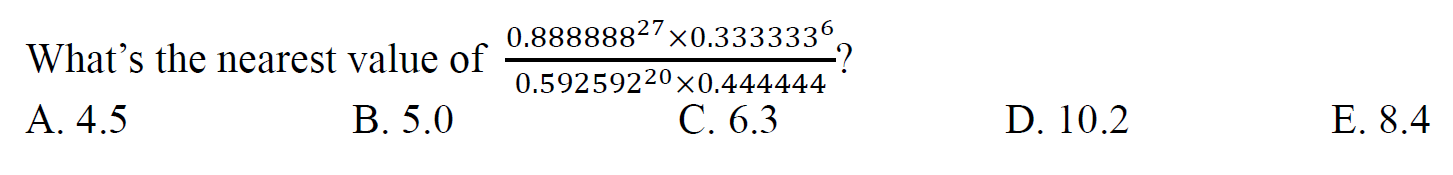 What’s the nearest value of \frac{0.888888^{27}×0.333333^{6}}{0.592592^{20}×0.444444}?
A. 4.5 B. 5.0 C. 6.3 D. 10.2 E. 8.4